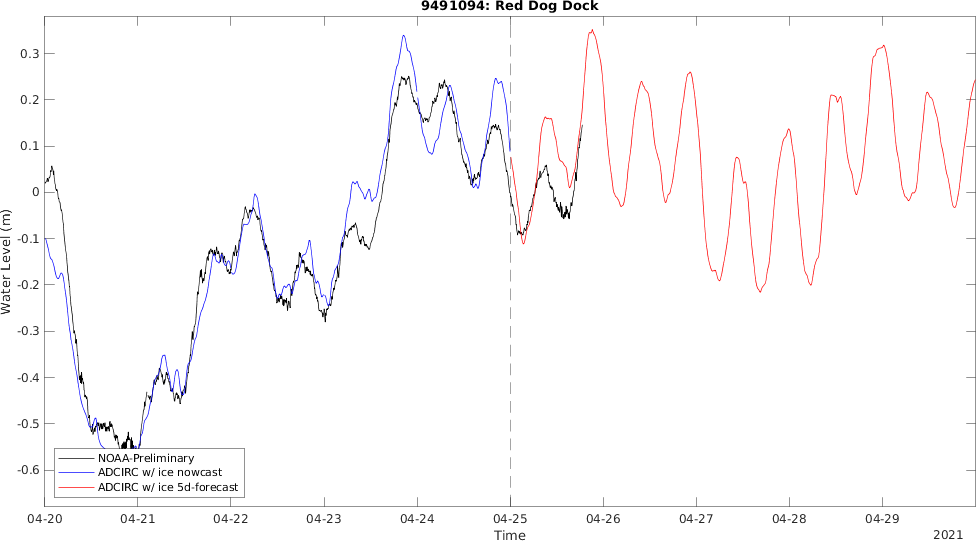 9491094: Red Dog Dock
Water Level (m)
0.3
0.2
0.1
0
-0.1
-0.2
-0.3
-0.4
-0.5
-0.6
NOAA-Preliminary
ADCIRC w/ ice nowcast
ADCIRC w/ ice 5d-forecast
04-20 04-21 04-22 04-23 04-24 04-25 04-26 04-27 04-28 04-29
Time
2021